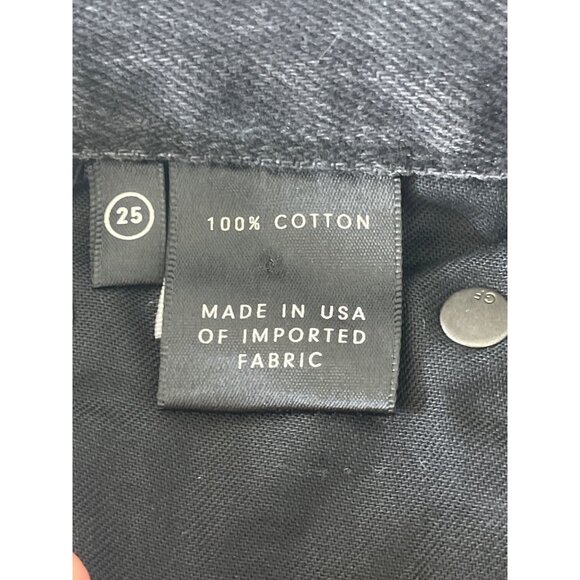 25
100% COTTON
MADE IN USA
OF IMPORTED
FABRIC